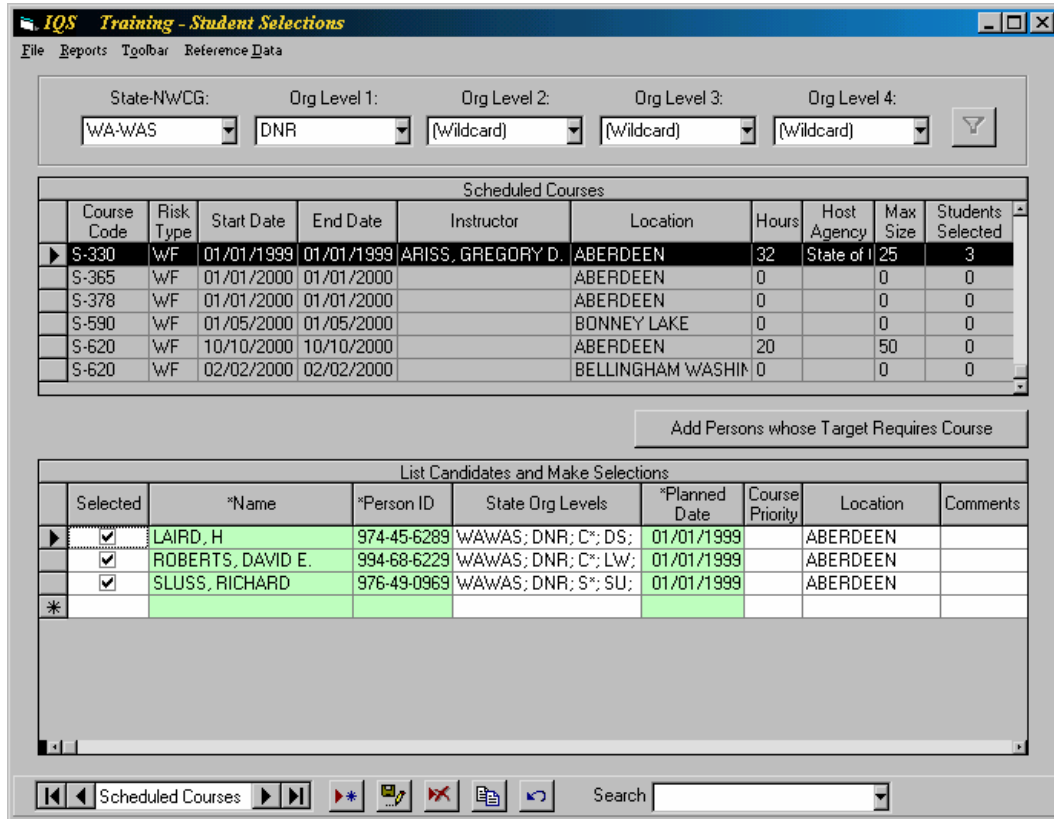 IQS Training - Student Selections
File Reports Toolbar Reference Data
State-NWCG: Org Level 1: Org Level 2: Org Level 3: Org Level 4:
WA-WAS DNR (Wildcard) (Wildcard) (Wildcard)
Scheduled Courses
Course Code Risk Type Start Date End Date Instructor Location Hours Host Agency Max Size Students Selected
S-330 WF 01/01/1999 01/01/1999 ARISS, GREGORY D. ABERDEEN 32 State of 25 3
S-365 WF 01/01/2000 01/01/2000 ABERDEEN 0 0 0
S-378 WF 01/01/2000 01/01/2000 ABERDEEN 0 0 0
S-590 WF 01/05/2000 01/05/2000 BONNEY LAKE 0 0 0
S-620 WF 10/10/2000 10/10/2000 ABERDEEN 20 50 0
S-620 WF 02/02/2000 02/02/2000 BELLINGHAM WASHIN 0 0 0
Add Persons whose Target Requires Course
List Candidates and Make Selections
Selected *Name *Person ID State Org Levels *Planned Date Course Priority Location Comments
LAIRD, H 974-45-6289 WAWAS; DNR; C*; DS; 01/01/1999 ABERDEEN
ROBERTS, DAVID E. 994-68-6229 WAWAS; DNR; C*; LW; 01/01/1999 ABERDEEN
SLUSS, RICHARD 976-49-0969 WAWAS; DNR; S*; SU; 01/01/1999 ABERDEEN
Scheduled Courses Search